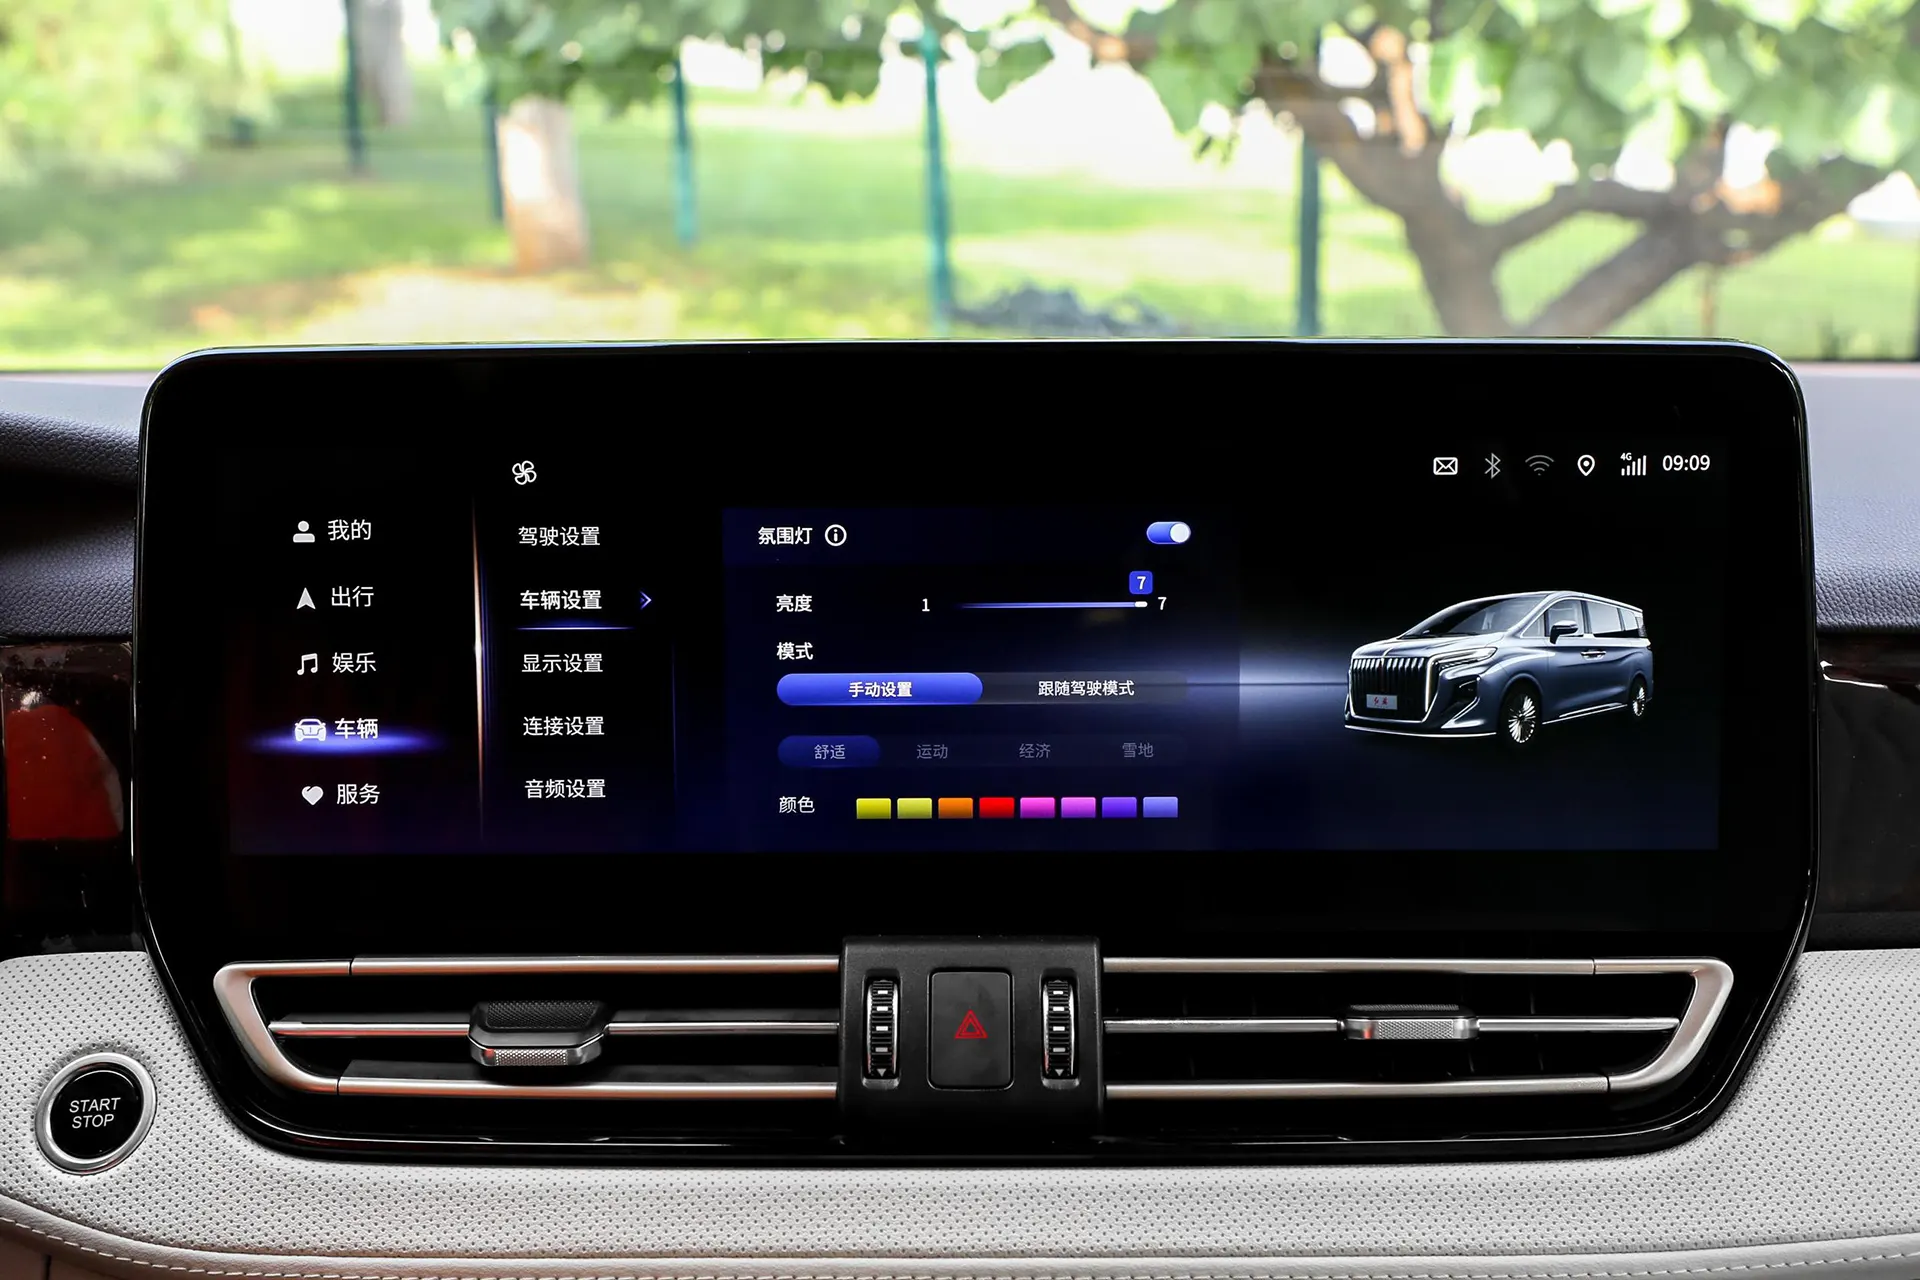 4G 09:09
我的
出行
娱乐
车辆
服务
驾驶设置
车辆设置
显示设置
连接设置
音频设置
氛围灯
亮度 1 7 7
模式
手动设置 跟随驾驶模式
舒适 运动 经济 雪地
颜色
START
STOP